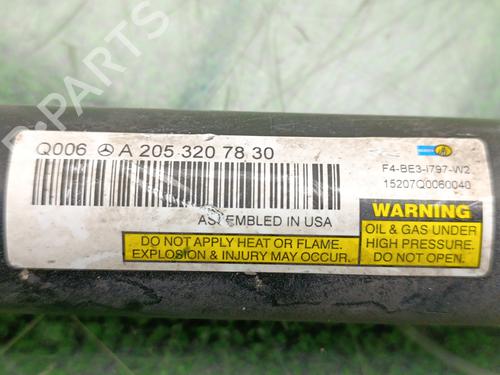 B-PARTS
Q006 A 205 320 78 30
F4-BE3-I797-W2
15207Q0060040
ASSEMBLED IN USA
WARNING
OIL & GAS UNDER
HIGH PRESSURE.
DO NOT OPEN.
DO NOT APPLY HEAT OR FLAME.
EXPLOSION & INJURY MAY OCCUR.